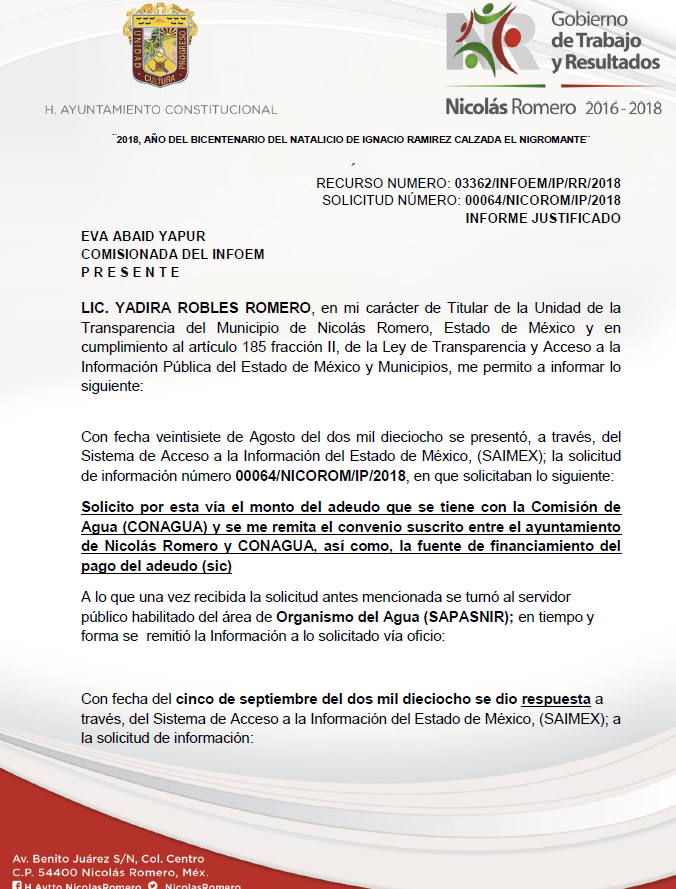 UNIDAD
PROGRESO
CULTURA
H. AYUNTAMIENTO CONSTITUCIONAL
NR
Gobierno
de Trabajo
y Resultados
Nicolás Romero 2016 - 2018
¨2018, AÑO DEL BICENTENARIO DEL NATALICIO DE IGNACIO RAMIREZ CALZADA EL NIGROMANTE¨
RECURSO NUMERO: 03362/INFOEM/IP/RR/2018
SOLICITUD NÚMERO: 00064/NICOROM/IP/2018
INFORME JUSTIFICADO
EVA ABAID YAPUR
COMISIONADA DEL INFOEM
P R E S E N T E
LIC. YADIRA ROBLES ROMERO, en mi carácter de Titular de la Unidad de la
Transparencia del Municipio de Nicolás Romero, Estado de México y en
cumplimiento al artículo 185 fracción II, de la Ley de Transparencia y Acceso a la
Información Pública del Estado de México y Municipios, me permito a informar lo
siguiente:
Con fecha veintisiete de Agosto del dos mil dieciocho se presentó, a través, del
Sistema de Acceso a la Información del Estado de México, (SAIMEX); la solicitud
de información número 00064/NICOROM/IP/2018, en que solicitaban lo siguiente:
Solicito por esta vía el monto del adeudo que se tiene con la Comisión de
Agua (CONAGUA) y se me remita el convenio suscrito entre el ayuntamiento
de Nicolás Romero y CONAGUA, así como, la fuente de financiamiento del
pago del adeudo (sic)
A lo que una vez recibida la solicitud antes mencionada se turnó al servidor
público habilitado del área de Organismo del Agua (SAPASNIR); en tiempo y
forma se  remitió la Información a lo solicitado vía oficio:
Con fecha del cinco de septiembre del dos mil dieciocho se dio respuesta a
través, del Sistema de Acceso a la Información del Estado de México, (SAIMEX); a
la solicitud de información:
Av. Benito Juárez S/N, Col. Centro
C.P. 54400 Nicolás Romero, Méx.
H.Aytto NicolasRomero NicolasRomero